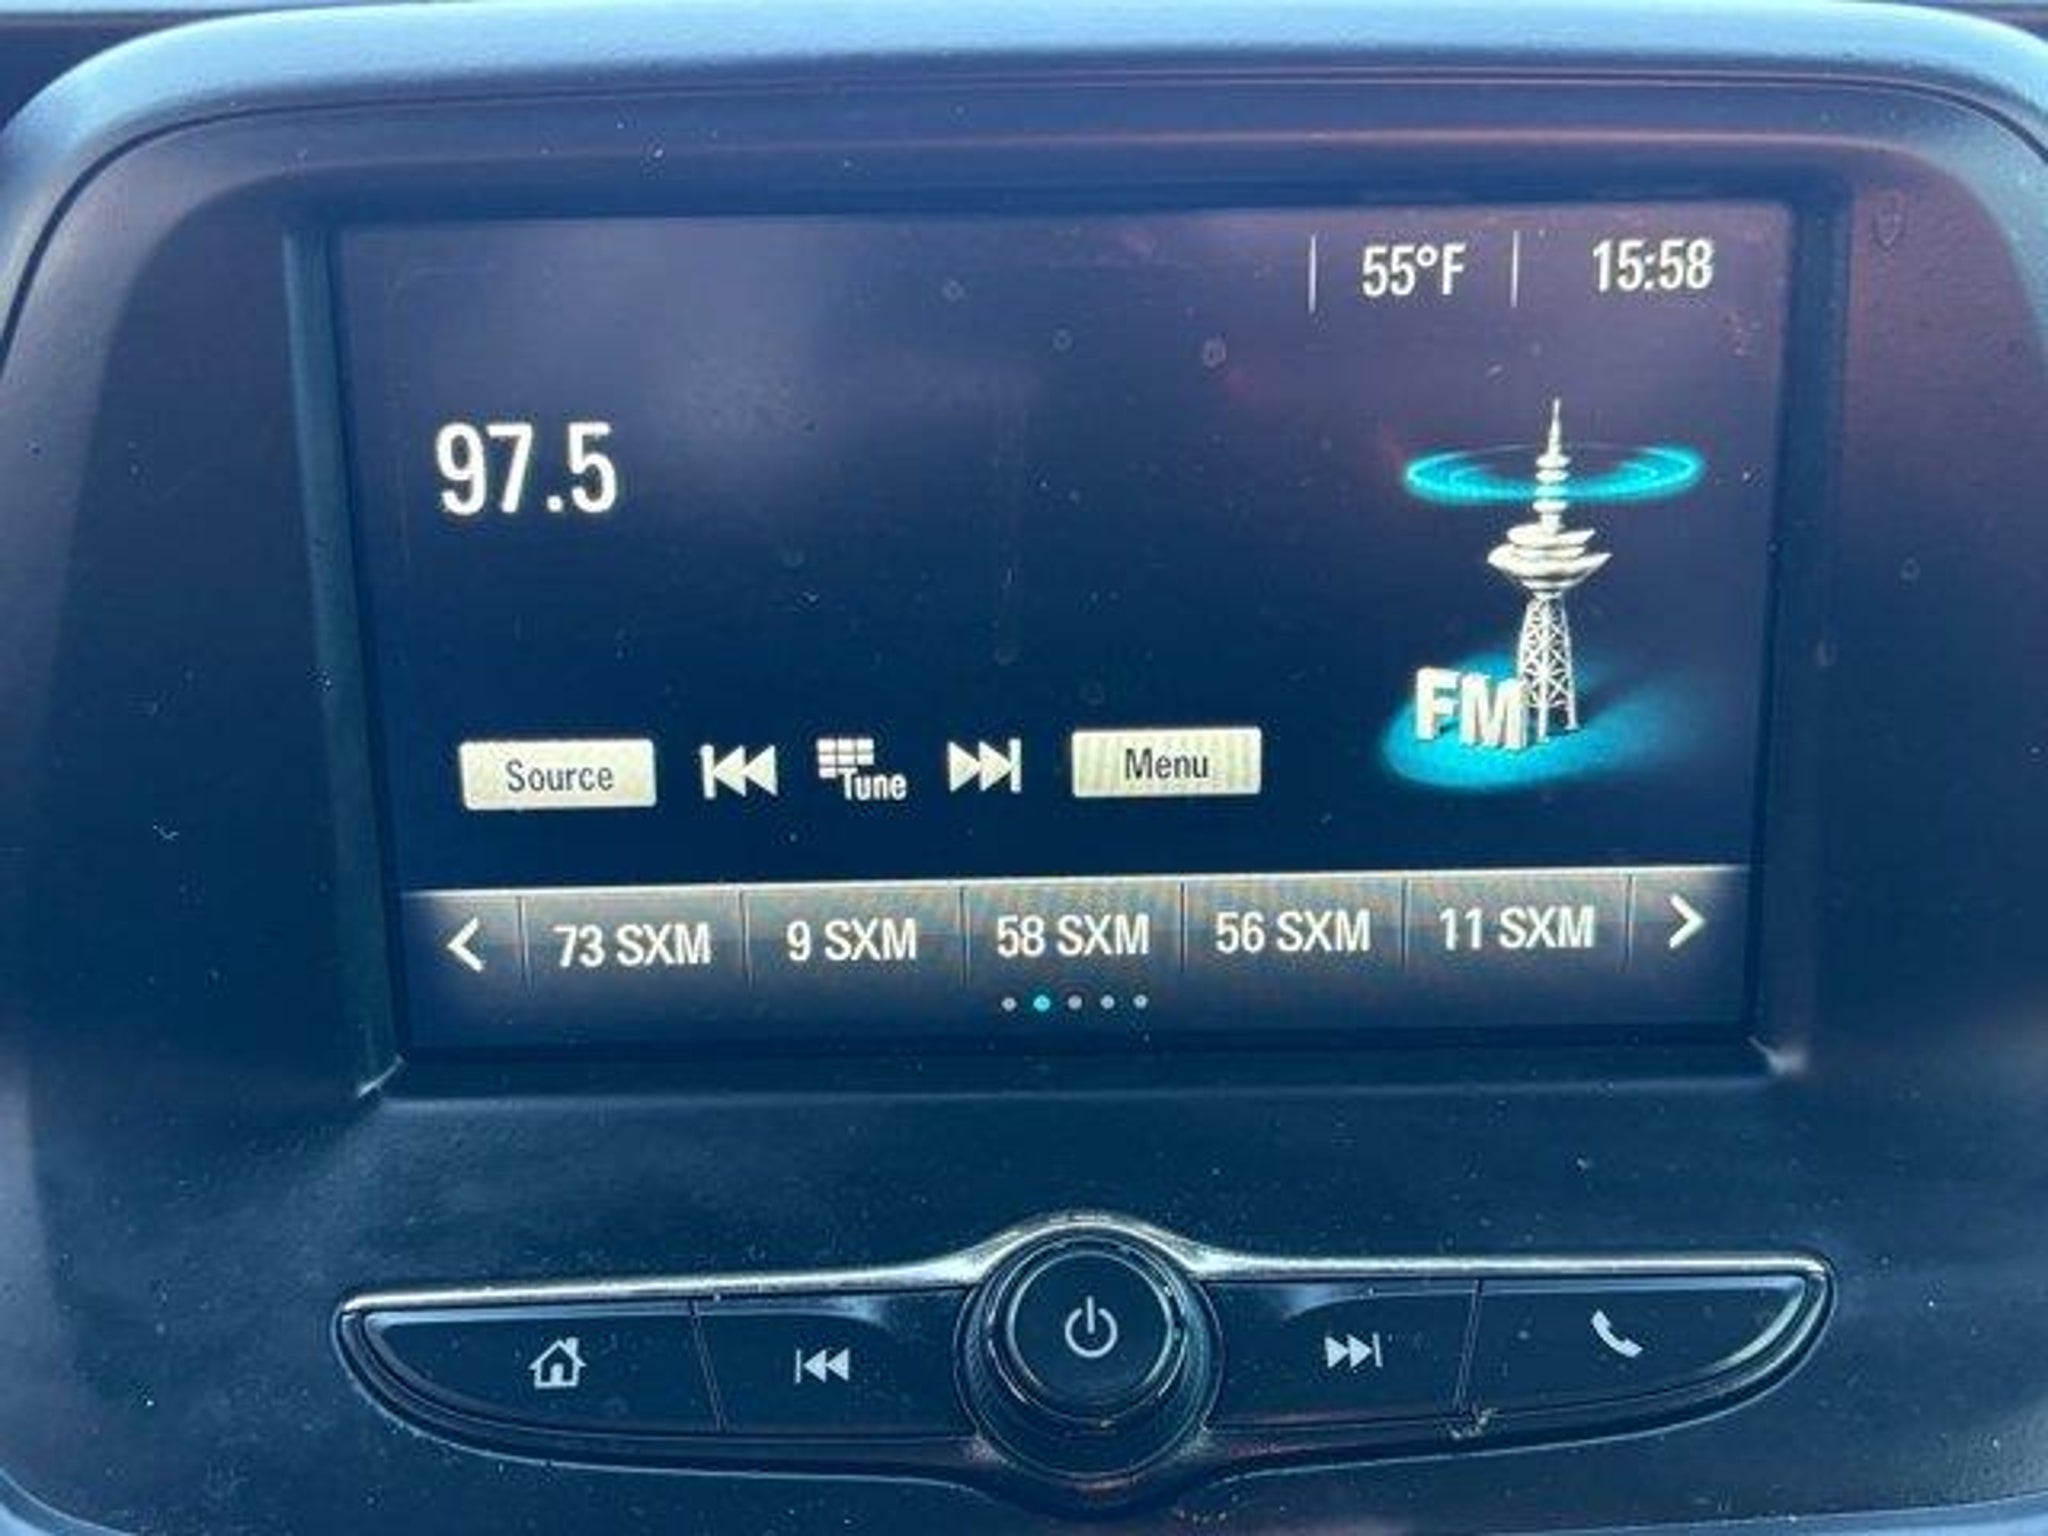 55°F 15:58
97.5
FM
Source Tune Menu
73 SXM 9 SXM 58 SXM 56 SXM 11 SXM